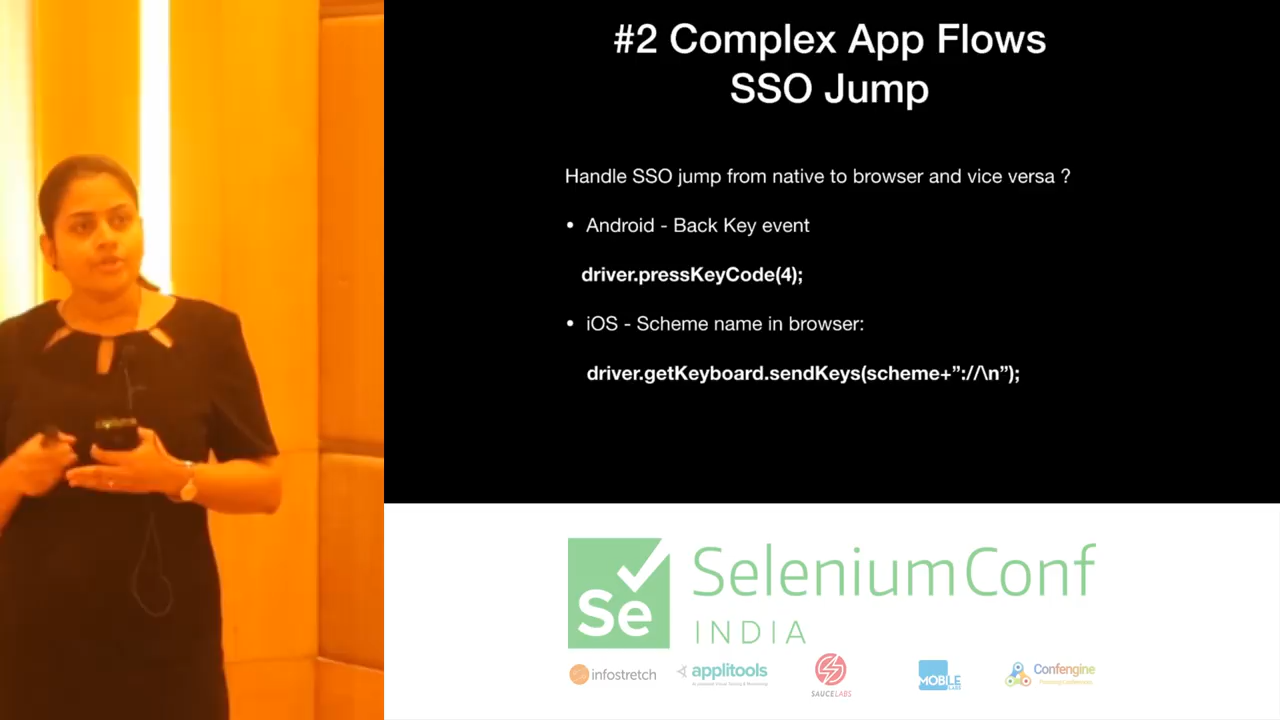 #2 Complex App Flows
SSO Jump
Handle SSO jump from native to browser and vice versa ?
• Android - Back Key event
driver.pressKeyCode(4);
• iOS - Scheme name in browser:
driver.getKeyboard.sendKeys(scheme+”://\n”);
Se
SeleniumConf
INDIA
infostretch
applitools
SAUCELABS
MOBILE
LABS
Confengine